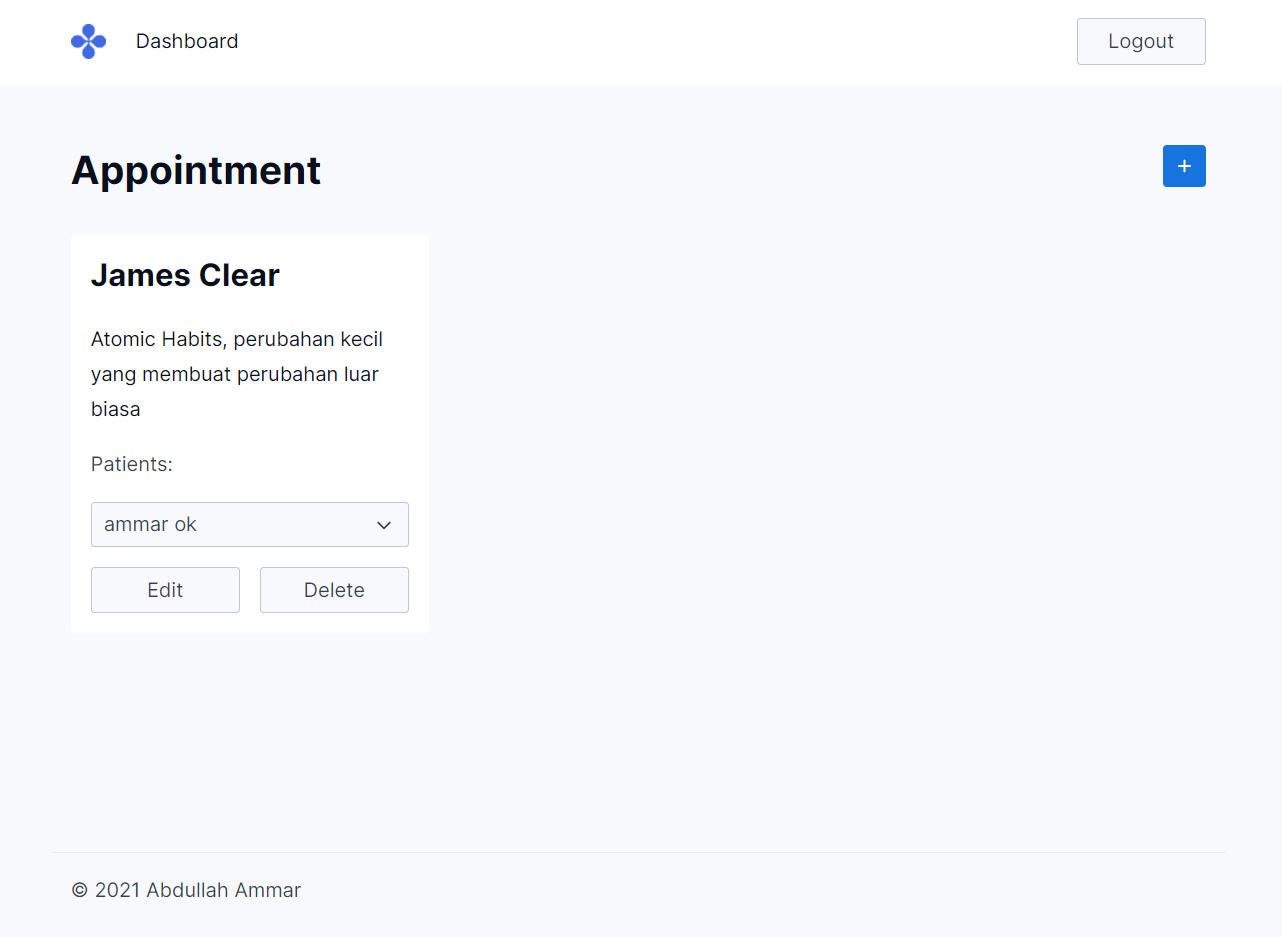 Dashboard
Logout
Appointment
+
James Clear
Atomic Habits, perubahan kecil
yang membuat perubahan luar
biasa
Patients:
ammar ok
Edit
Delete
© 2021 Abdullah Ammar